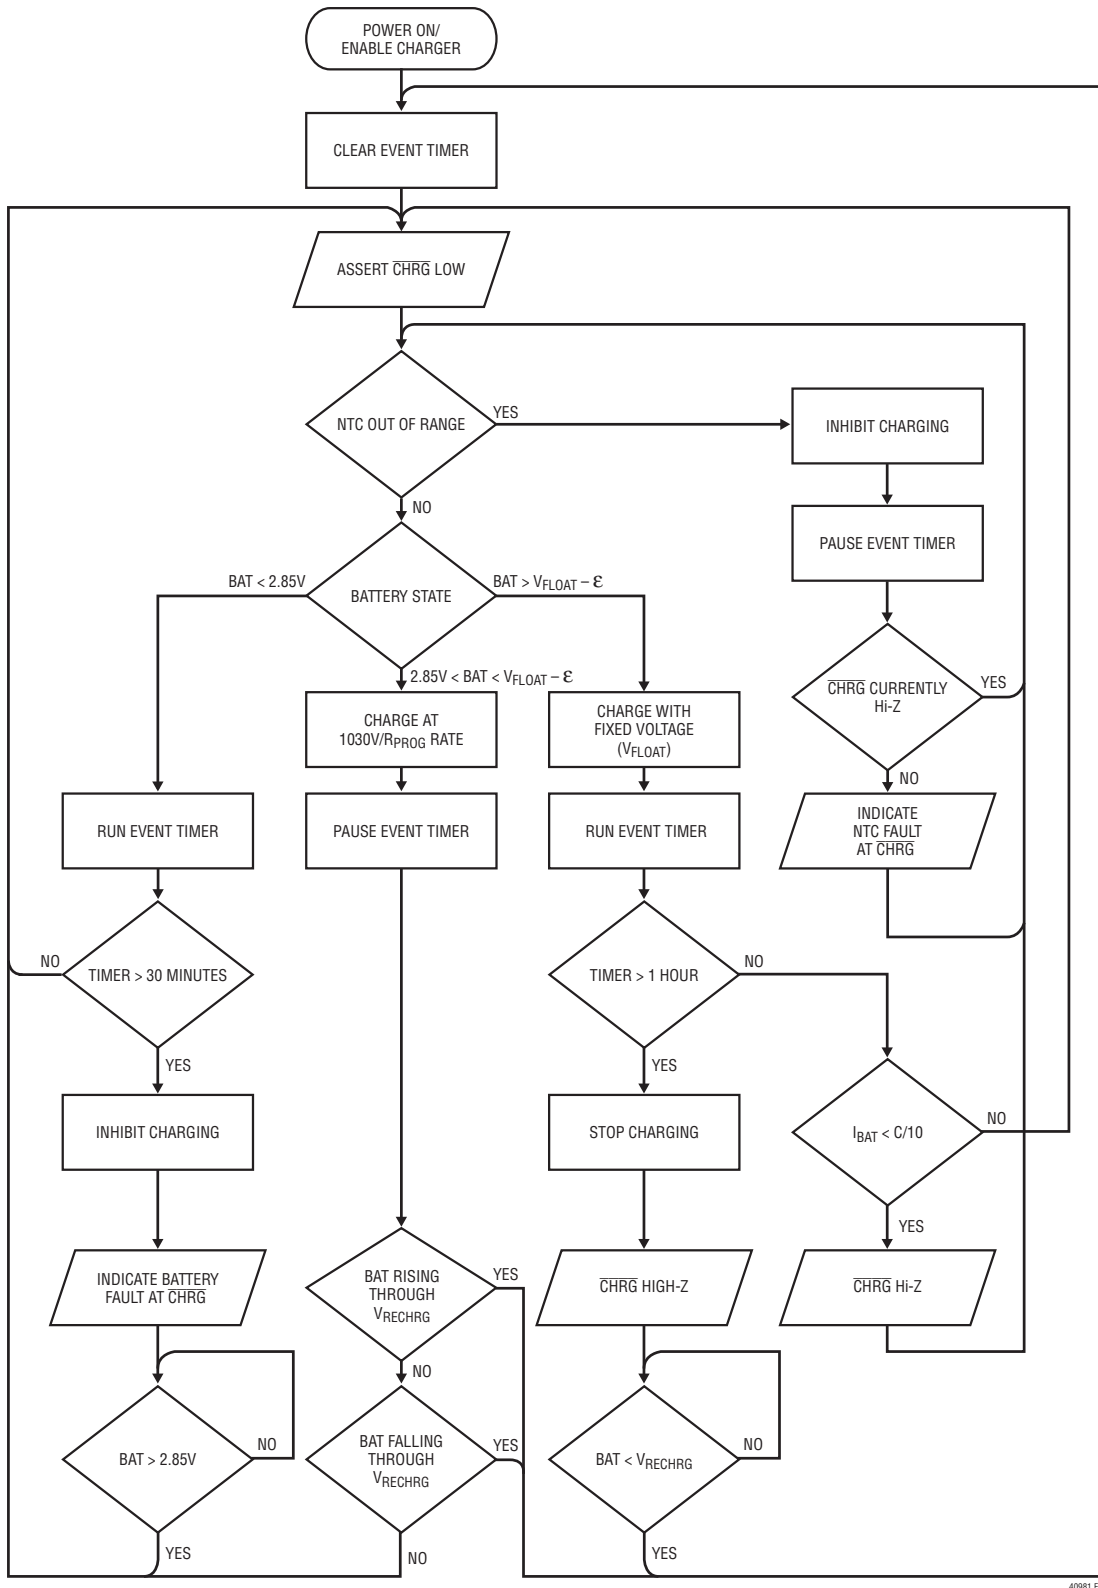 POWER ON/
ENABLE CHARGER
CLEAR EVENT TIMER
ASSERT CHRG LOW
NTC OUT OF RANGE
YES
INHIBIT CHARGING
NO
PAUSE EVENT TIMER
BAT < 2.85V
BATTERY STATE
BAT > VFLOAT – ε
2.85V < BAT < VFLOAT – ε
CHRG CURRENTLY
Hi-Z
YES
CHARGE AT
1030V/RPROG RATE
CHARGE WITH
FIXED VOLTAGE
(VFLOAT)
NO
RUN EVENT TIMER
PAUSE EVENT TIMER
RUN EVENT TIMER
INDICATE
NTC FAULT
AT CHRG
NO
TIMER > 30 MINUTES
TIMER > 1 HOUR
NO
YES
YES
INHIBIT CHARGING
STOP CHARGING
IBAT < C/10
NO
YES
INDICATE BATTERY
FAULT AT CHRG
BAT RISING
THROUGH
VRECHRG
YES
CHRG HIGH-Z
CHRG Hi-Z
NO
BAT > 2.85V
NO
BAT FALLING
THROUGH
VRECHRG
YES
BAT < VRECHRG
NO
YES
NO
YES